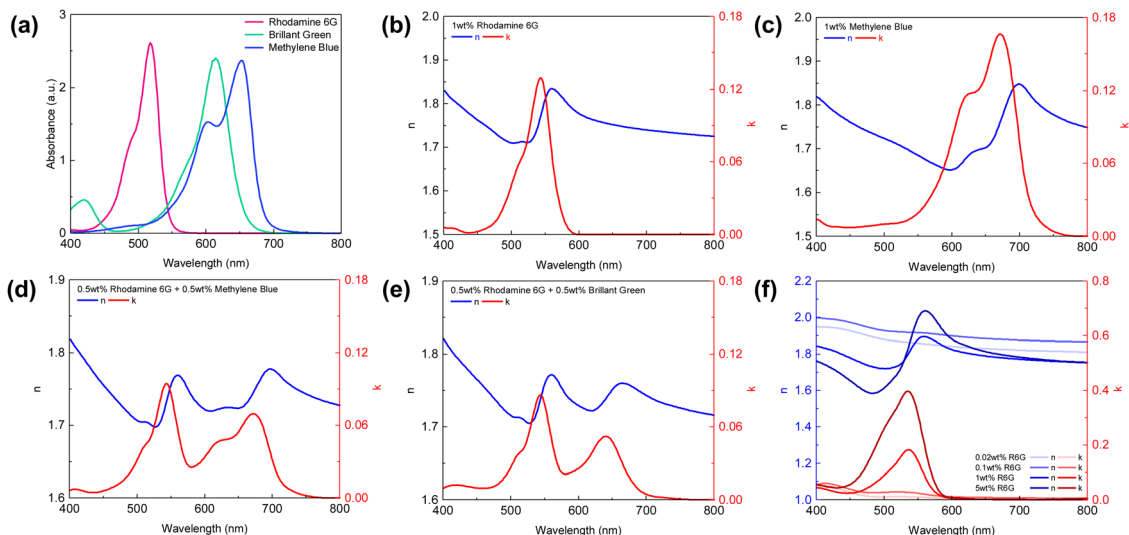 (a)
Rhodamine 6G
Brillant Green
Methylene Blue
3
2
1
0
Absorbance (a.u.)
400 500 600 700 800
Wavelength (nm)
(b)
1wt% Rhodamine 6G
n k
2.0
1.9
1.8
1.7
1.6
1.5
n
0.18
0.12
0.06
0.00
k
400 500 600 700 800
Wavelength (nm)
(c)
1wt% Methylene Blue
n k
2.0
1.9
1.8
1.7
1.6
1.5
n
0.18
0.12
0.06
0.00
k
400 500 600 700 800
Wavelength (nm)
(d)
0.5wt% Rhodamine 6G + 0.5wt% Methylene Blue
n k
1.9
1.8
1.7
1.6
n
0.18
0.12
0.06
0.00
k
400 500 600 700 800
Wavelength (nm)
(e)
0.5wt% Rhodamine 6G + 0.5wt% Brillant Green
n k
1.9
1.8
1.7
1.6
n
0.18
0.12
0.06
0.00
k
400 500 600 700 800
Wavelength (nm)
(f)
2.2
2.0
1.8
1.6
1.4
1.2
1.0
n
0.8
0.6
0.4
0.2
0.0
k
0.02wt% R6G n k
0.1wt% R6G n k
1wt% R6G n k
5wt% R6G n k
400 500 600 700 800
Wavelength (nm)